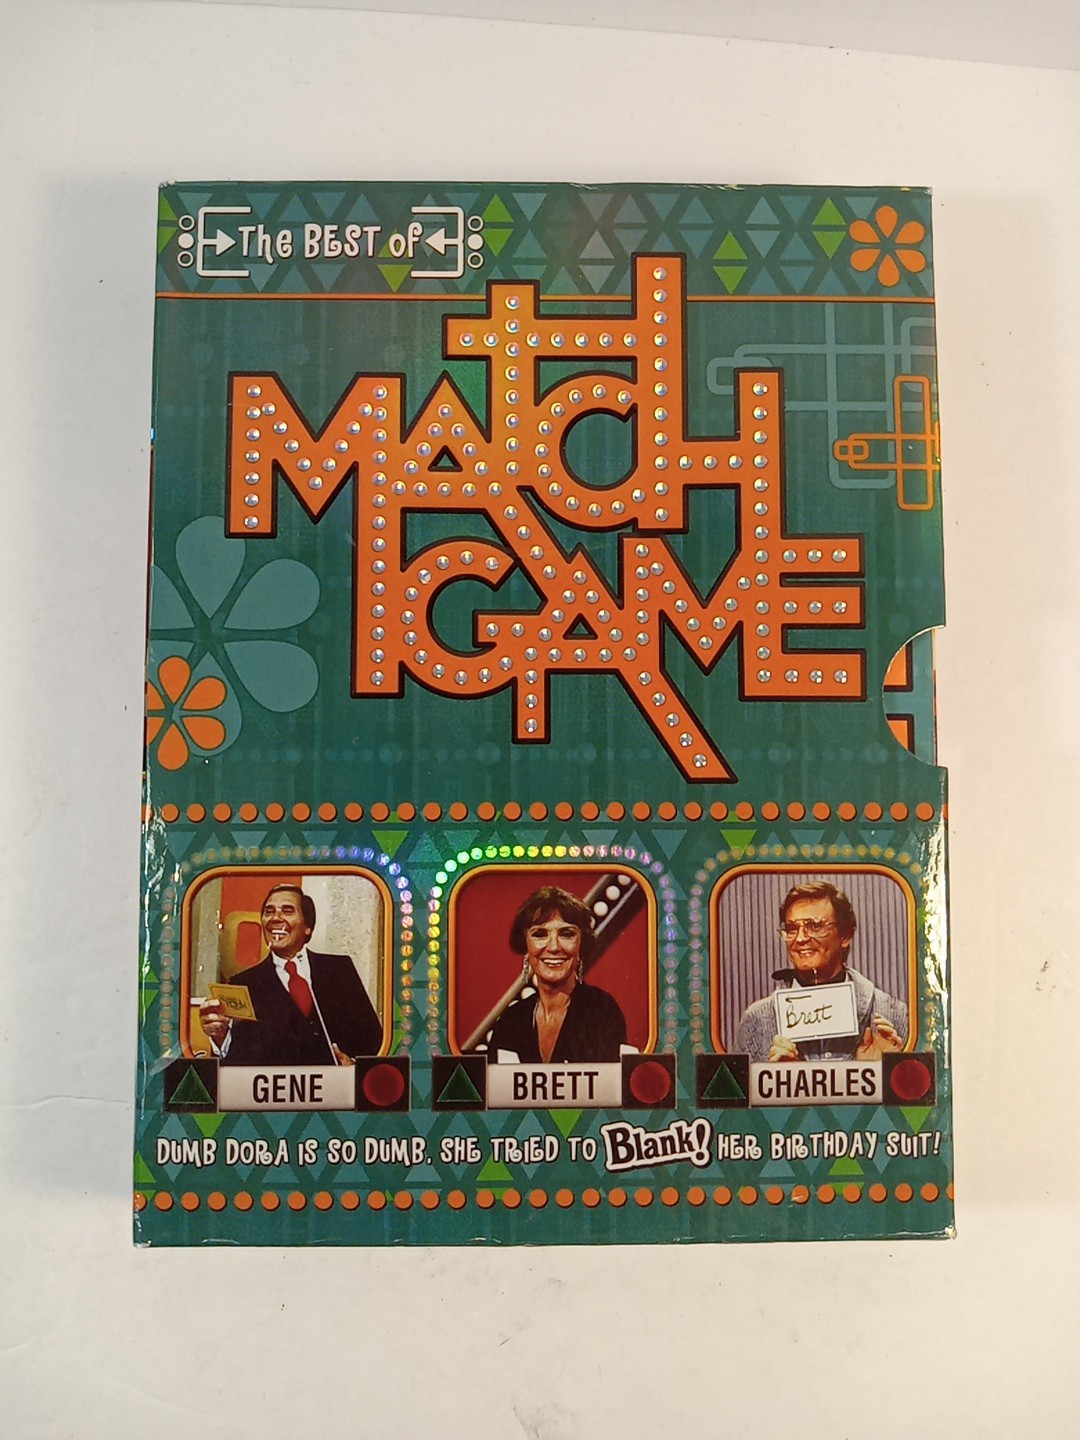 The BEST of
MATCH
GAME
GENE
BRETT
Brett
CHARLES
DUMB DORA IS SO DUMB, SHE TRIED TO Blank! HER BIRTHDAY SUIT!